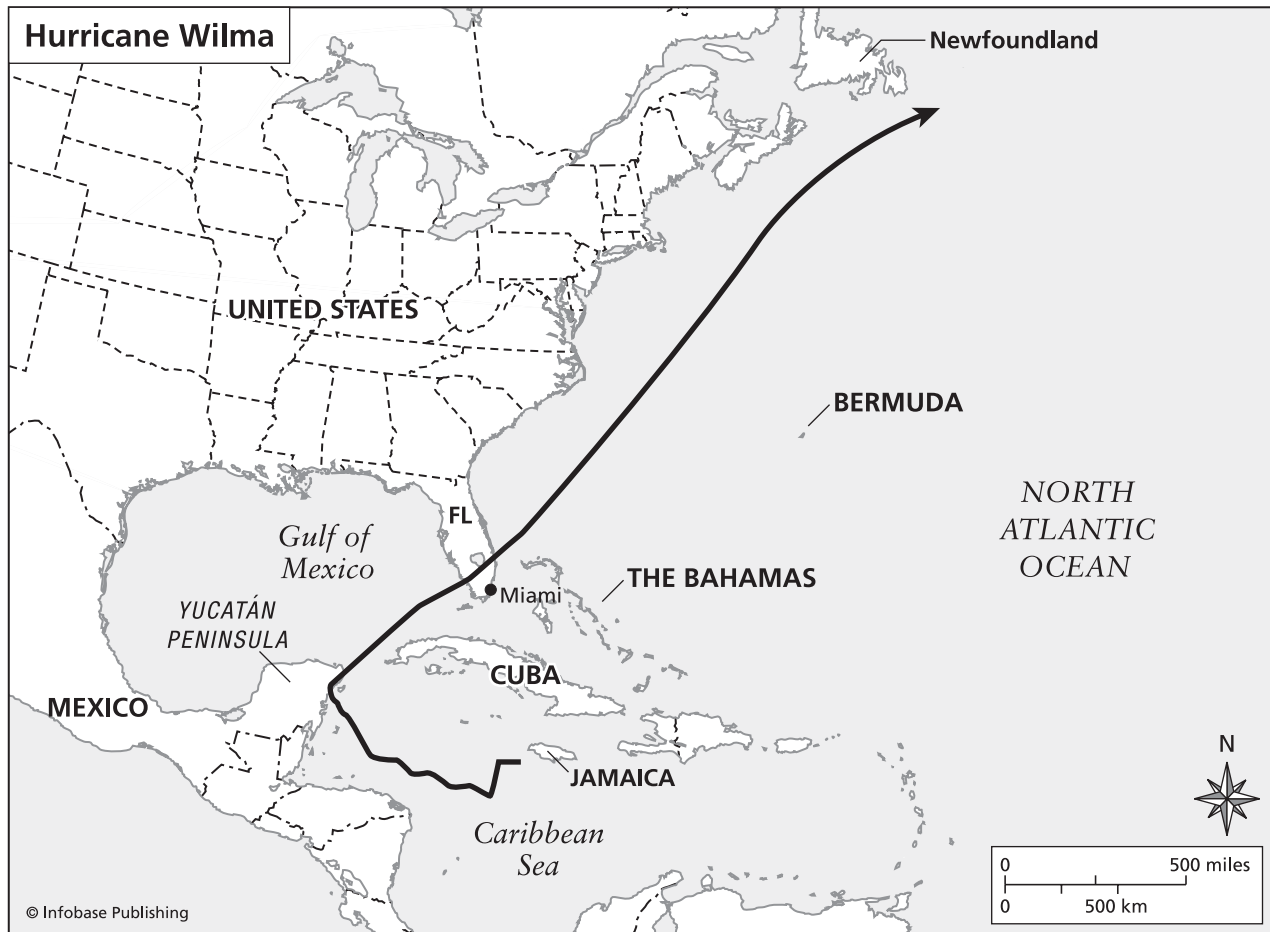 Hurricane Wilma
Newfoundland
UNITED STATES
BERMUDA
NORTH
ATLANTIC
OCEAN
FL
Gulf of
Mexico
THE BAHAMAS
Miami
YUCATÁN
PENINSULA
CUBA
MEXICO
JAMAICA
N
Caribbean
Sea
0 500 miles
0 500 km
© Infobase Publishing